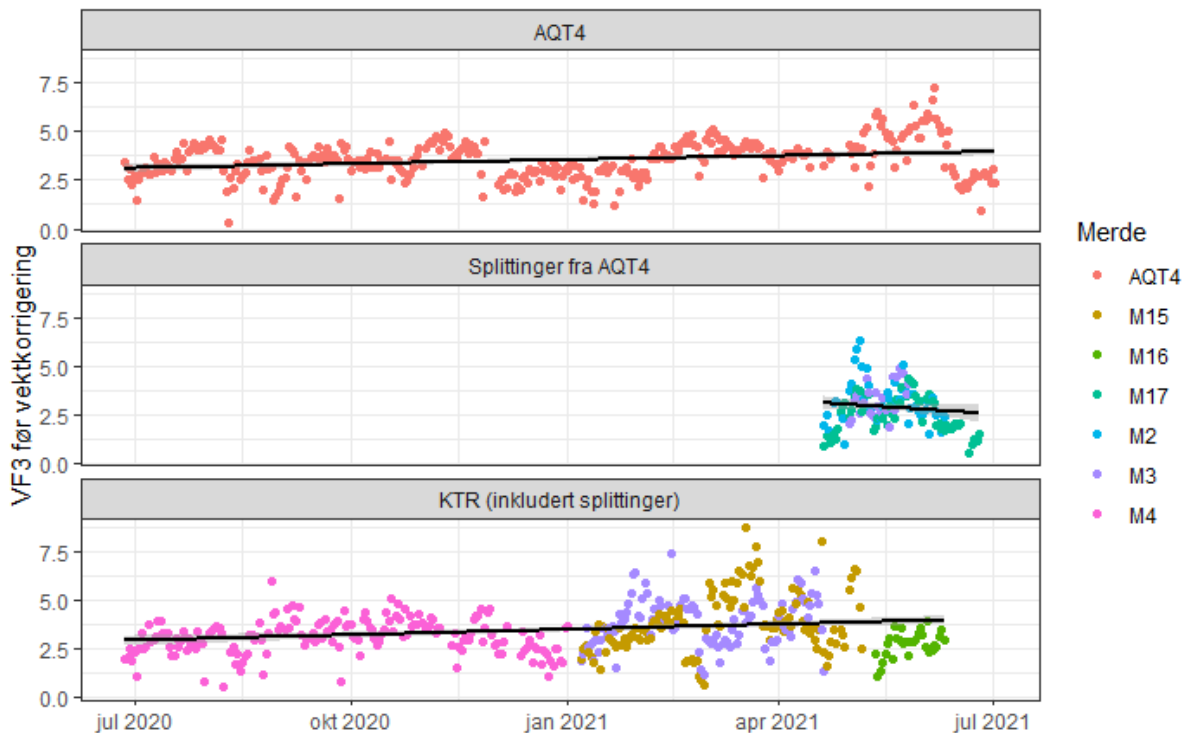 AQT4
7.5
5.0
2.5
0.0
Splittinger fra AQT4
7.5
5.0
2.5
0.0
KTR (inkludert splittinger)
7.5
5.0
2.5
0.0
jul 2020
okt 2020
jan 2021
apr 2021
jul 2021
VF3 før vektkorrigering
Merde
AQT4
M15
M16
M17
M2
M3
M4